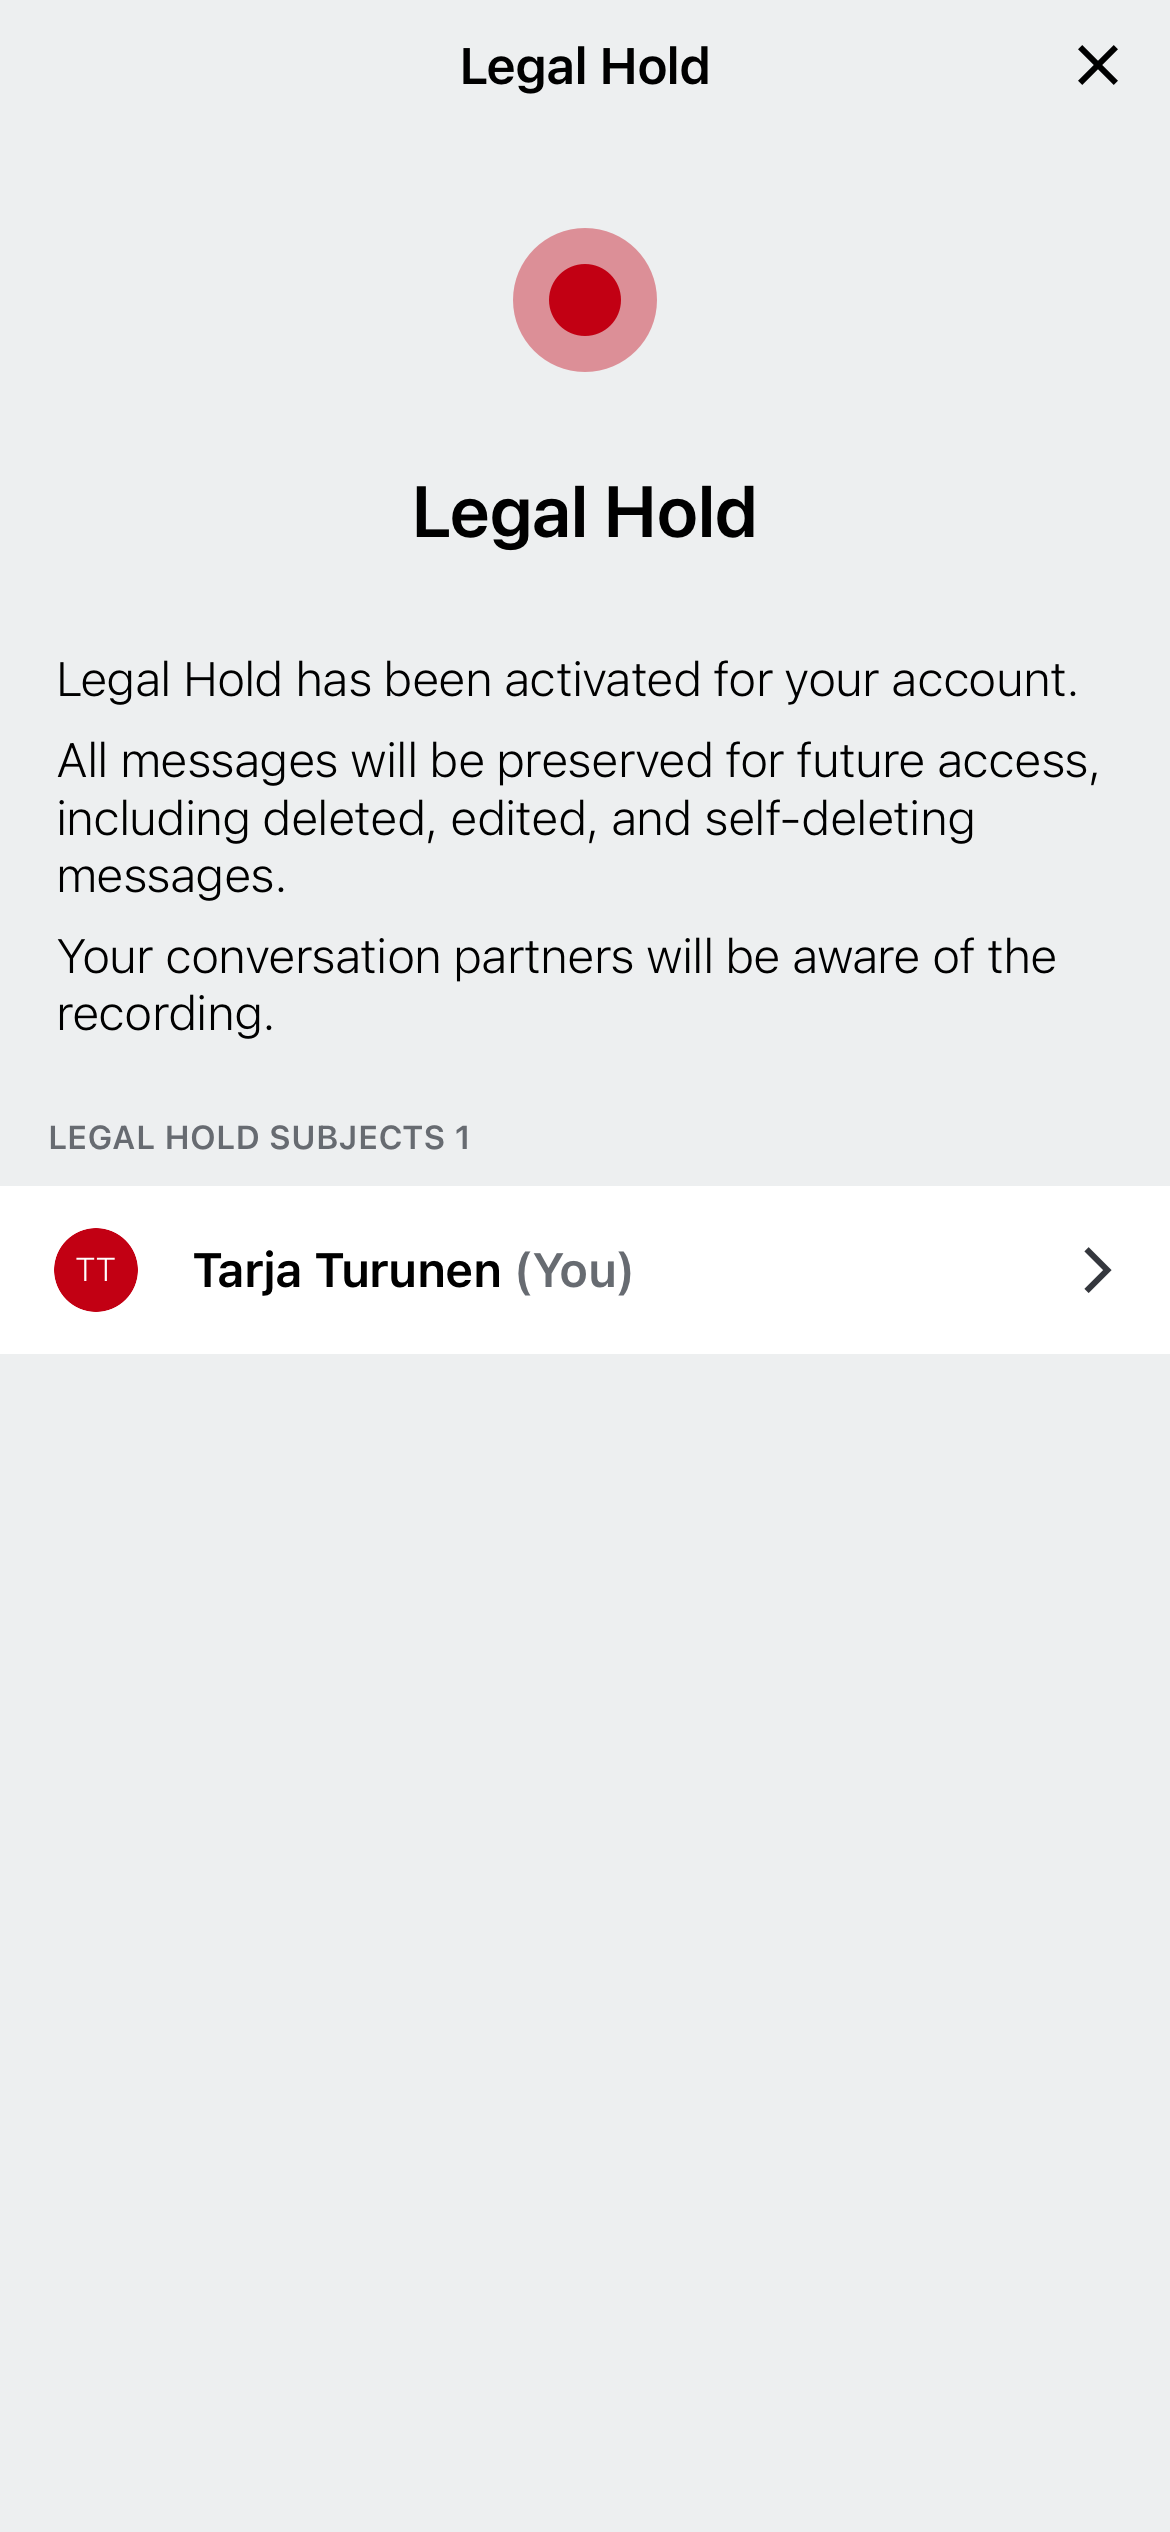 Legal Hold
Legal Hold
Legal Hold has been activated for your account.
All messages will be preserved for future access,
including deleted, edited, and self-deleting
messages.
Your conversation partners will be aware of the
recording.
LEGAL HOLD SUBJECTS 1
TT Tarja Turunen (You)